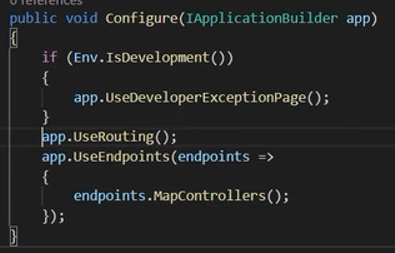 0 references
public void Configure(IApplicationBuilder app)
{
    if (Env.IsDevelopment())
    {
        app.UseDeveloperExceptionPage();
    }
    app.UseRouting();
    app.UseEndpoints(endpoints =>
    {
        endpoints.MapControllers();
    });
}